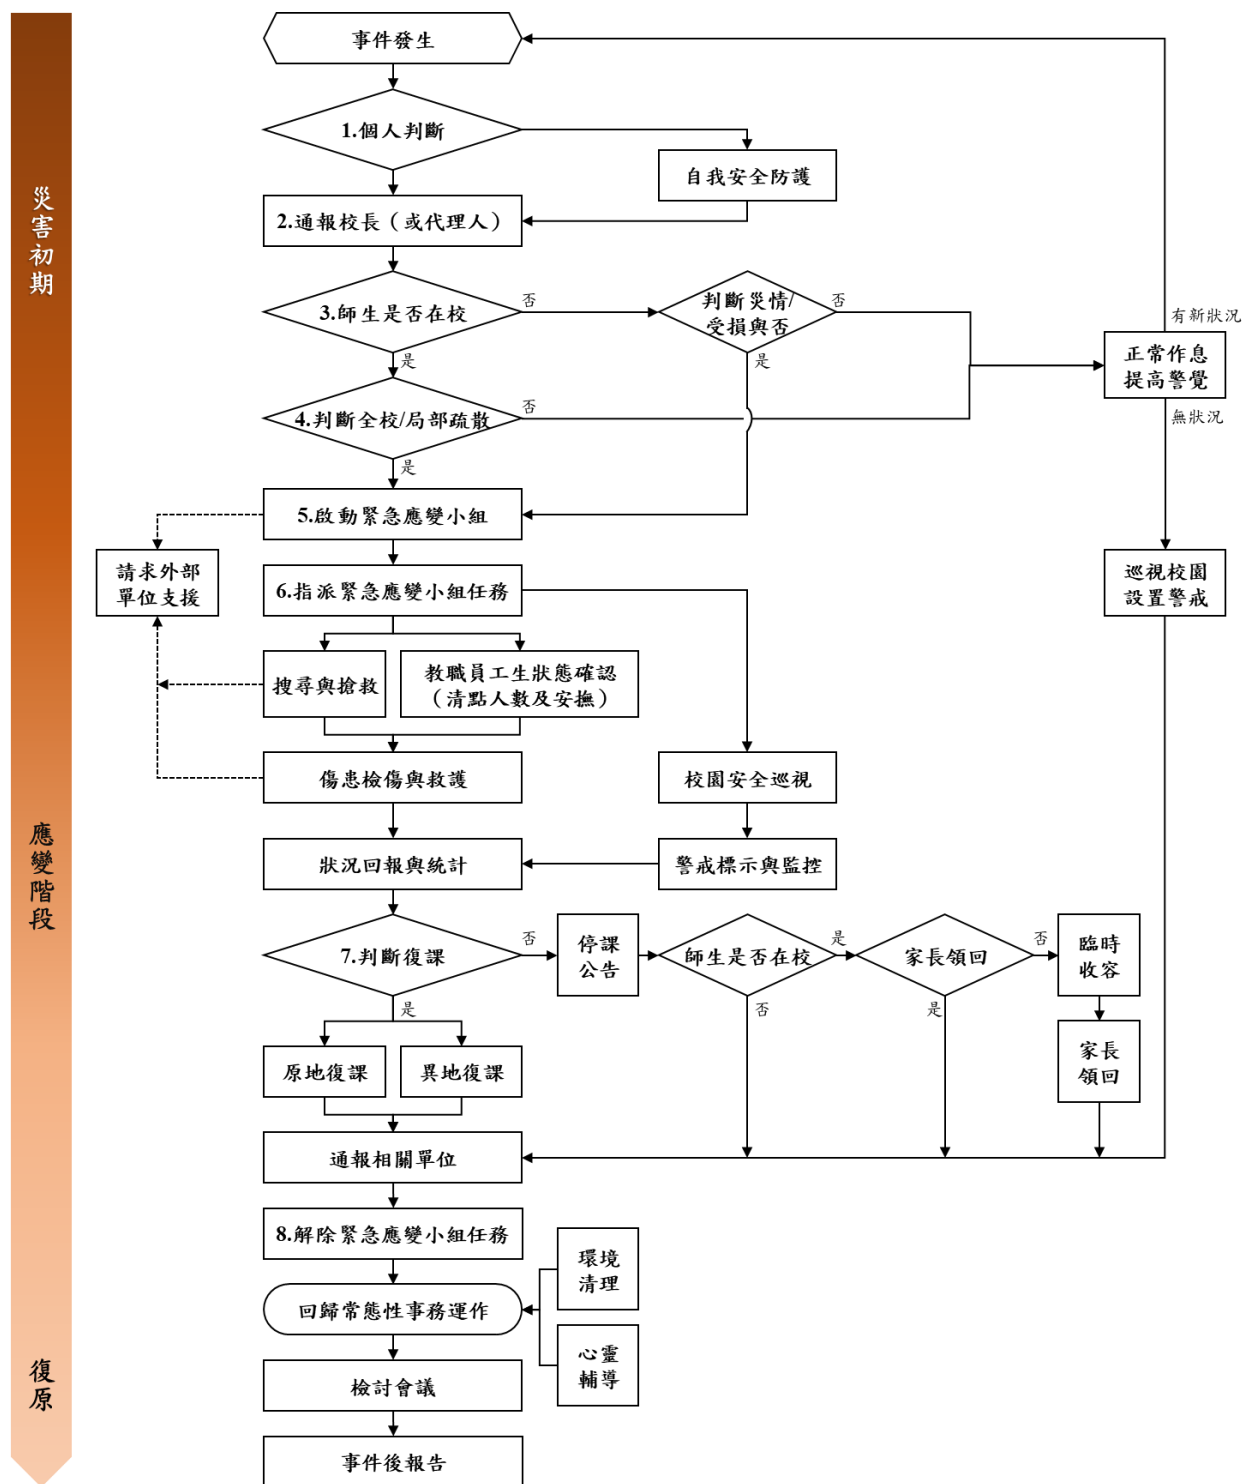 災害初期
應變階段
復原
事件發生
1.個人判斷
自我安全防護
2.通報校長（或代理人）
3.師生是否在校
否
是
判斷災情/
受損與否
否
是
有新狀況
正常作息
提高警覺
無狀況
4.判斷全校/局部疏散
否
是
5.啟動緊急應變小組
請求外部
單位支援
6.指派緊急應變小組任務
巡視校園
設置警戒
搜尋與搶救
教職員工生狀態確認
（清點人數及安撫）
傷患檢傷與救護
校園安全巡視
狀況回報與統計
警戒標示與監控
7.判斷復課
否
是
停課
公告
師生是否在校
是
否
家長領回
否
是
臨時
收容
家長
領回
原地復課
異地復課
通報相關單位
8.解除緊急應變小組任務
環境
清理
回歸常態性事務運作
心靈
輔導
檢討會議
事件後報告